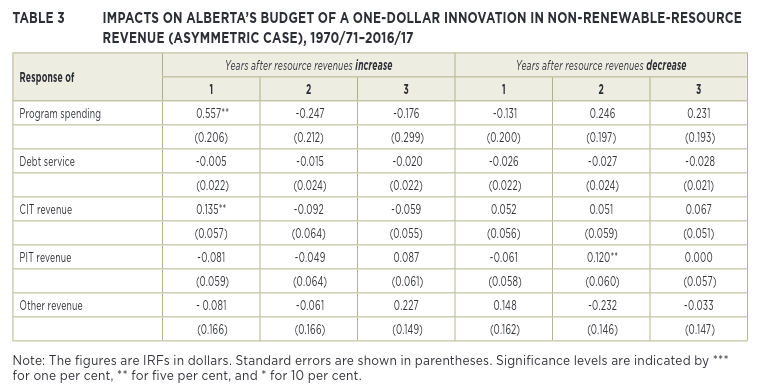 TABLE 3 IMPACTS ON ALBERTA'S BUDGET OF A ONE-DOLLAR INNOVATION IN NON-RENEWABLE-RESOURCE
REVENUE (ASYMMETRIC CASE), 1970/71–2016/17
Response of Years after resource revenues increase Years after resource revenues decrease
1 2 3 1 2 3
Program spending 0.557** -0.247 -0.176 -0.131 0.246 0.231
(0.206) (0.212) (0.299) (0.200) (0.197) (0.193)
Debt service -0.005 -0.015 -0.020 -0.026 -0.027 -0.028
(0.022) (0.024) (0.022) (0.022) (0.024) (0.021)
CIT revenue 0.135** -0.092 -0.059 0.052 0.051 0.067
(0.057) (0.064) (0.055) (0.056) (0.059) (0.051)
PIT revenue -0.081 -0.049 0.087 -0.061 0.120** 0.000
(0.059) (0.064) (0.061) (0.058) (0.060) (0.057)
Other revenue - 0.081 -0.061 0.227 0.148 -0.232 -0.033
(0.166) (0.166) (0.149) (0.162) (0.146) (0.147)
Note: The figures are IRFs in dollars. Standard errors are shown in parentheses. Significance levels are indicated by ***
for one per cent, ** for five per cent, and * for 10 per cent.